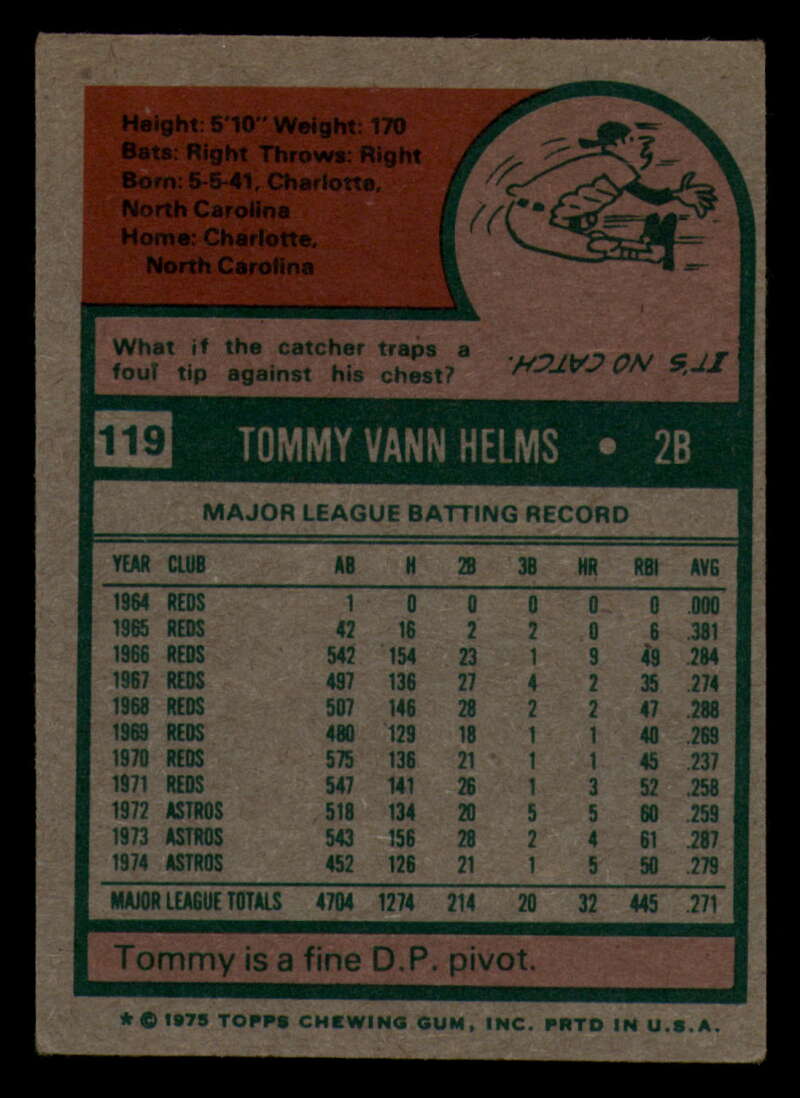 Height: 5'10" Weight: 170
Bats: Right Throws: Right
Born: 5-5-41, Charlotte,
North Carolina
Home: Charlotte,
North Carolina
What if the catcher traps a
foul tip against his chest?
IT'S NO CATCH.
119 TOMMY VANN HELMS • 2B
MAJOR LEAGUE BATTING RECORD
YEAR CLUB AB H 2B 3B HR RBI AVG
1964 REDS 1 0 0 0 0 0 .000
1965 REDS 42 16 2 2 0 6 .381
1966 REDS 542 154 23 1 9 49 .284
1967 REDS 497 136 27 4 2 35 .274
1968 REDS 507 146 28 2 2 47 .288
1969 REDS 480 129 18 1 1 40 .269
1970 REDS 575 136 21 1 1 45 .237
1971 REDS 547 141 26 1 3 52 .258
1972 ASTROS 518 134 20 5 5 60 .259
1973 ASTROS 543 156 28 2 4 61 .287
1974 ASTROS 452 126 21 1 5 50 .279
MAJOR LEAGUE TOTALS 4704 1274 214 20 32 445 .271
Tommy is a fine D.P. pivot.
* © 1975 TOPPS CHEWING GUM, INC. PRTD IN U.S.A.